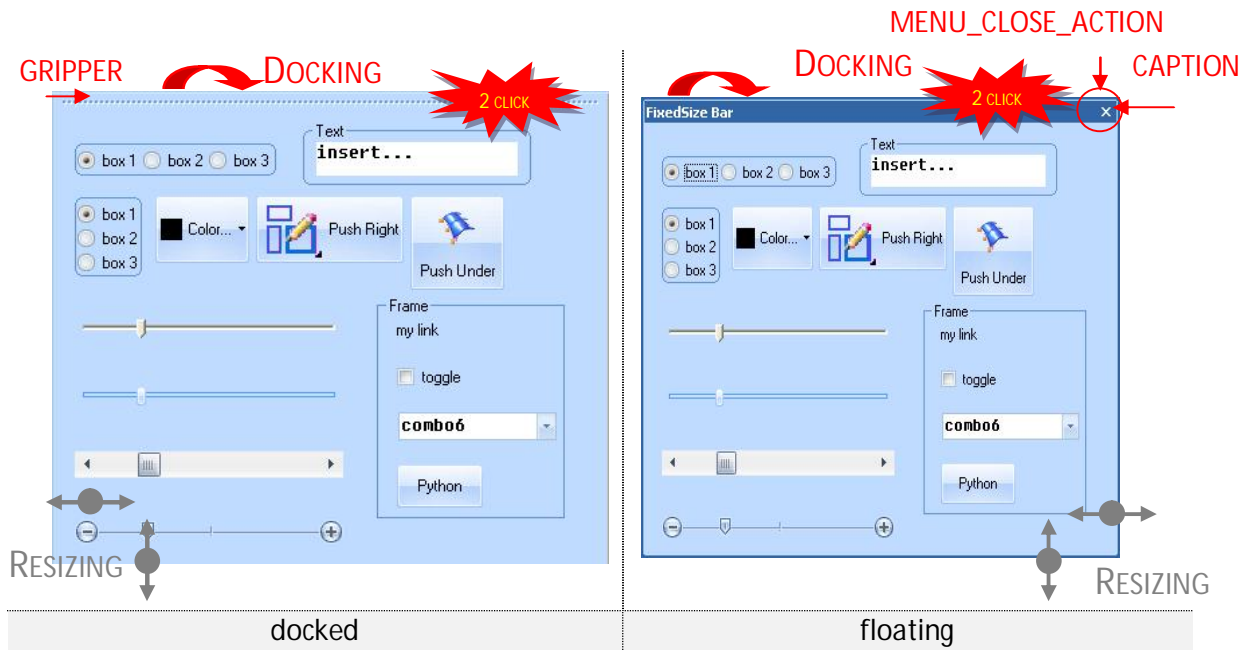 MENU_CLOSE_ACTION
GRIPPER
DOCKING
2 CLICK
Text
insert...
box 1 box 2 box 3
box 1
box 2
box 3
Color...
Push Right
Push Under
Frame
my link
toggle
combo6
Python
RESIZING
docked
DOCKING
CAPTION
2 CLICK
FixedSize Bar
Text
insert...
box 1 box 2 box 3
box 1
box 2
box 3
Color...
Push Right
Push Under
Frame
my link
toggle
combo6
Python
RESIZING
floating